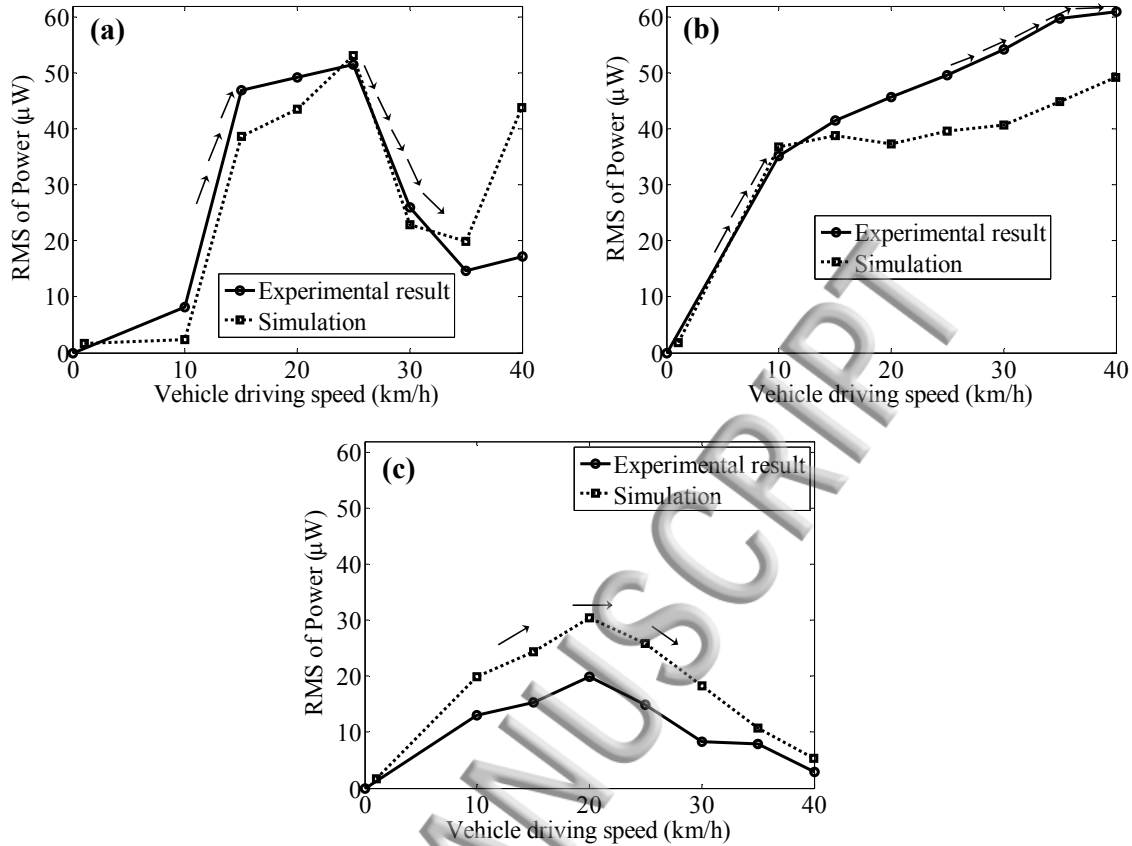 (a)
RMS of Power (μW)
60
50
40
30
20
10
0
Experimental result
Simulation
0 10 20 30 40
Vehicle driving speed (km/h)
(b)
RMS of Power (μW)
60
50
40
30
20
10
0
Experimental result
Simulation
0 10 20 30 40
Vehicle driving speed (km/h)
(c)
RMS of Power (μW)
60
50
40
30
20
10
0
Experimental result
Simulation
0 10 20 30 40
Vehicle driving speed (km/h)
NUSCRIPT